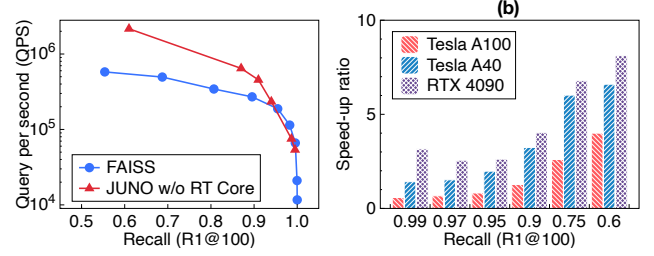 (b)
Query per second (QPS)
10^6
10^5
10^4
FAISS
JUNO w/o RT Core
0.5 0.6 0.7 0.8 0.9 1.0
Recall (R1@100)
Speed-up ratio
10
5
0
Tesla A100
Tesla A40
RTX 4090
0.99 0.97 0.95 0.9 0.75 0.6
Recall (R1@100)